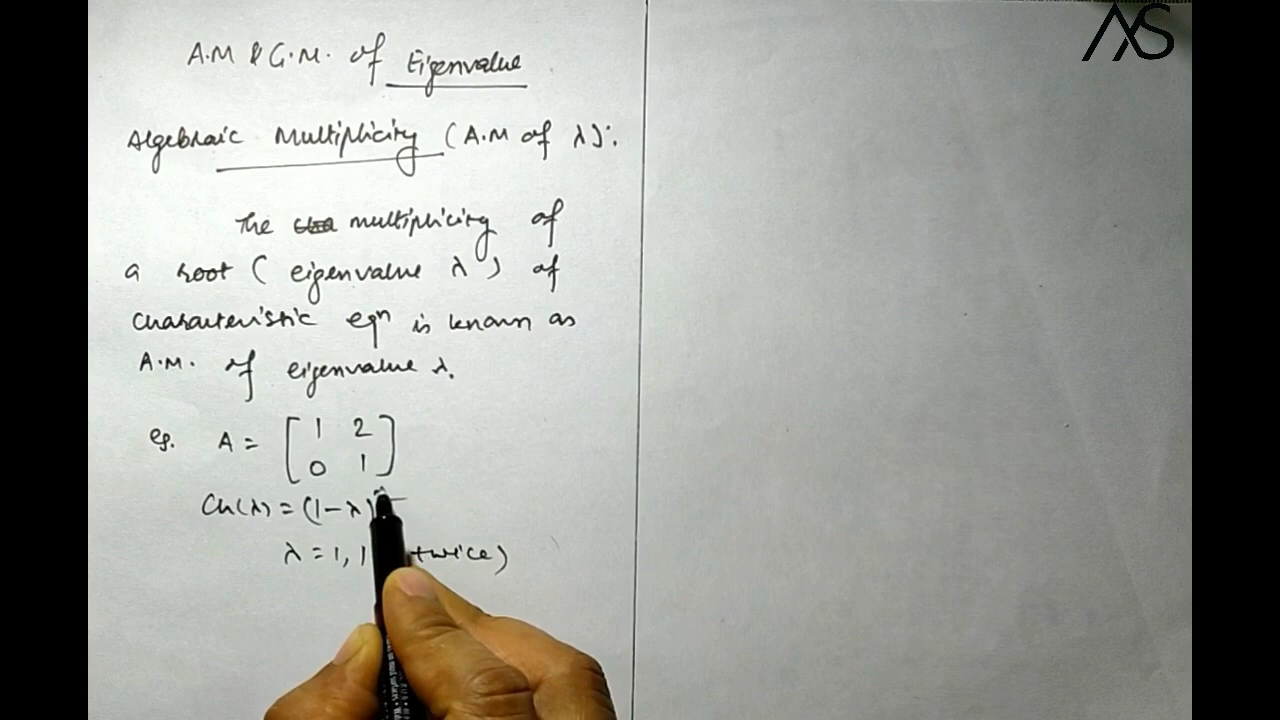 A.M & G.M. of Eigenvalue
Algebraic Multiplicity (A.M of λ):
The multiplicity of
a root ( eigenvalue λ ) of
characteristic eqn is known as
A.M. of eigenvalue λ.
eg. A = [ 1 2
0 1 ]
Ch(λ) = (1-λ)
λ = 1, 1 twice)
NS